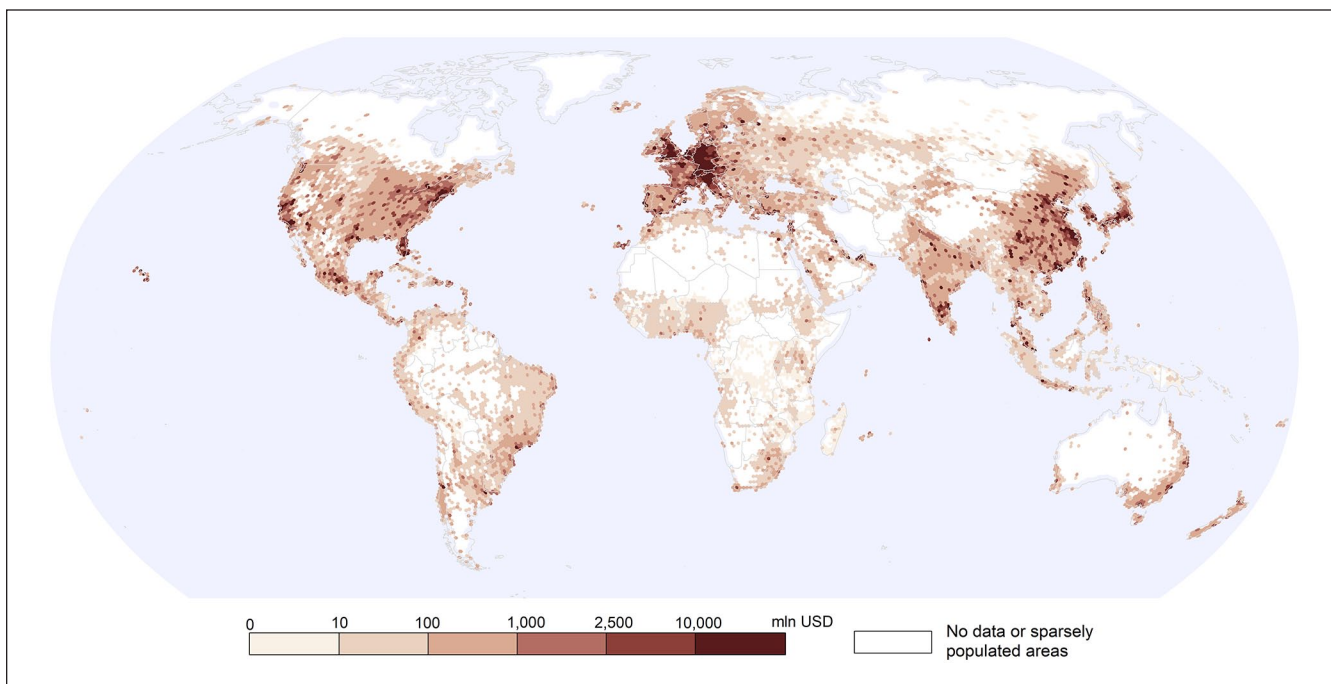 0 10 100 1,000 2,500 10,000 mln USD
No data or sparsely
populated areas